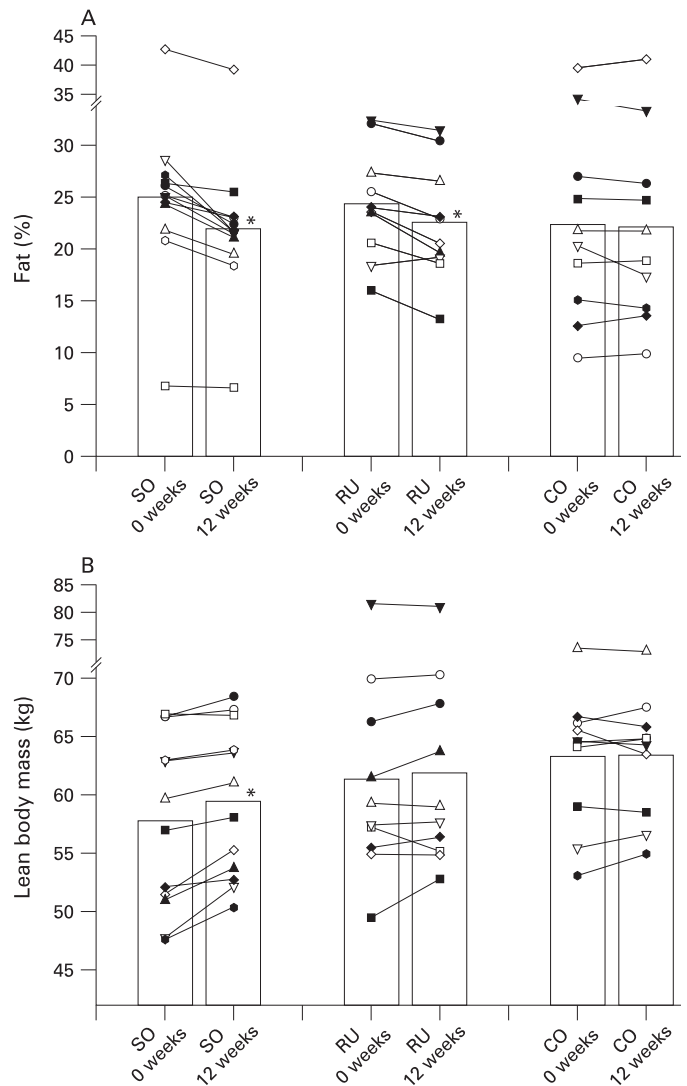 A
45
40
35
30
25
20
15
10
5
0
Fat (%)
*
*
SO
0 weeks
SO
12 weeks
RU
0 weeks
RU
12 weeks
CO
0 weeks
CO
12 weeks
B
85
80
75
70
65
60
55
50
45
Lean body mass (kg)
*
SO
0 weeks
SO
12 weeks
RU
0 weeks
RU
12 weeks
CO
0 weeks
CO
12 weeks